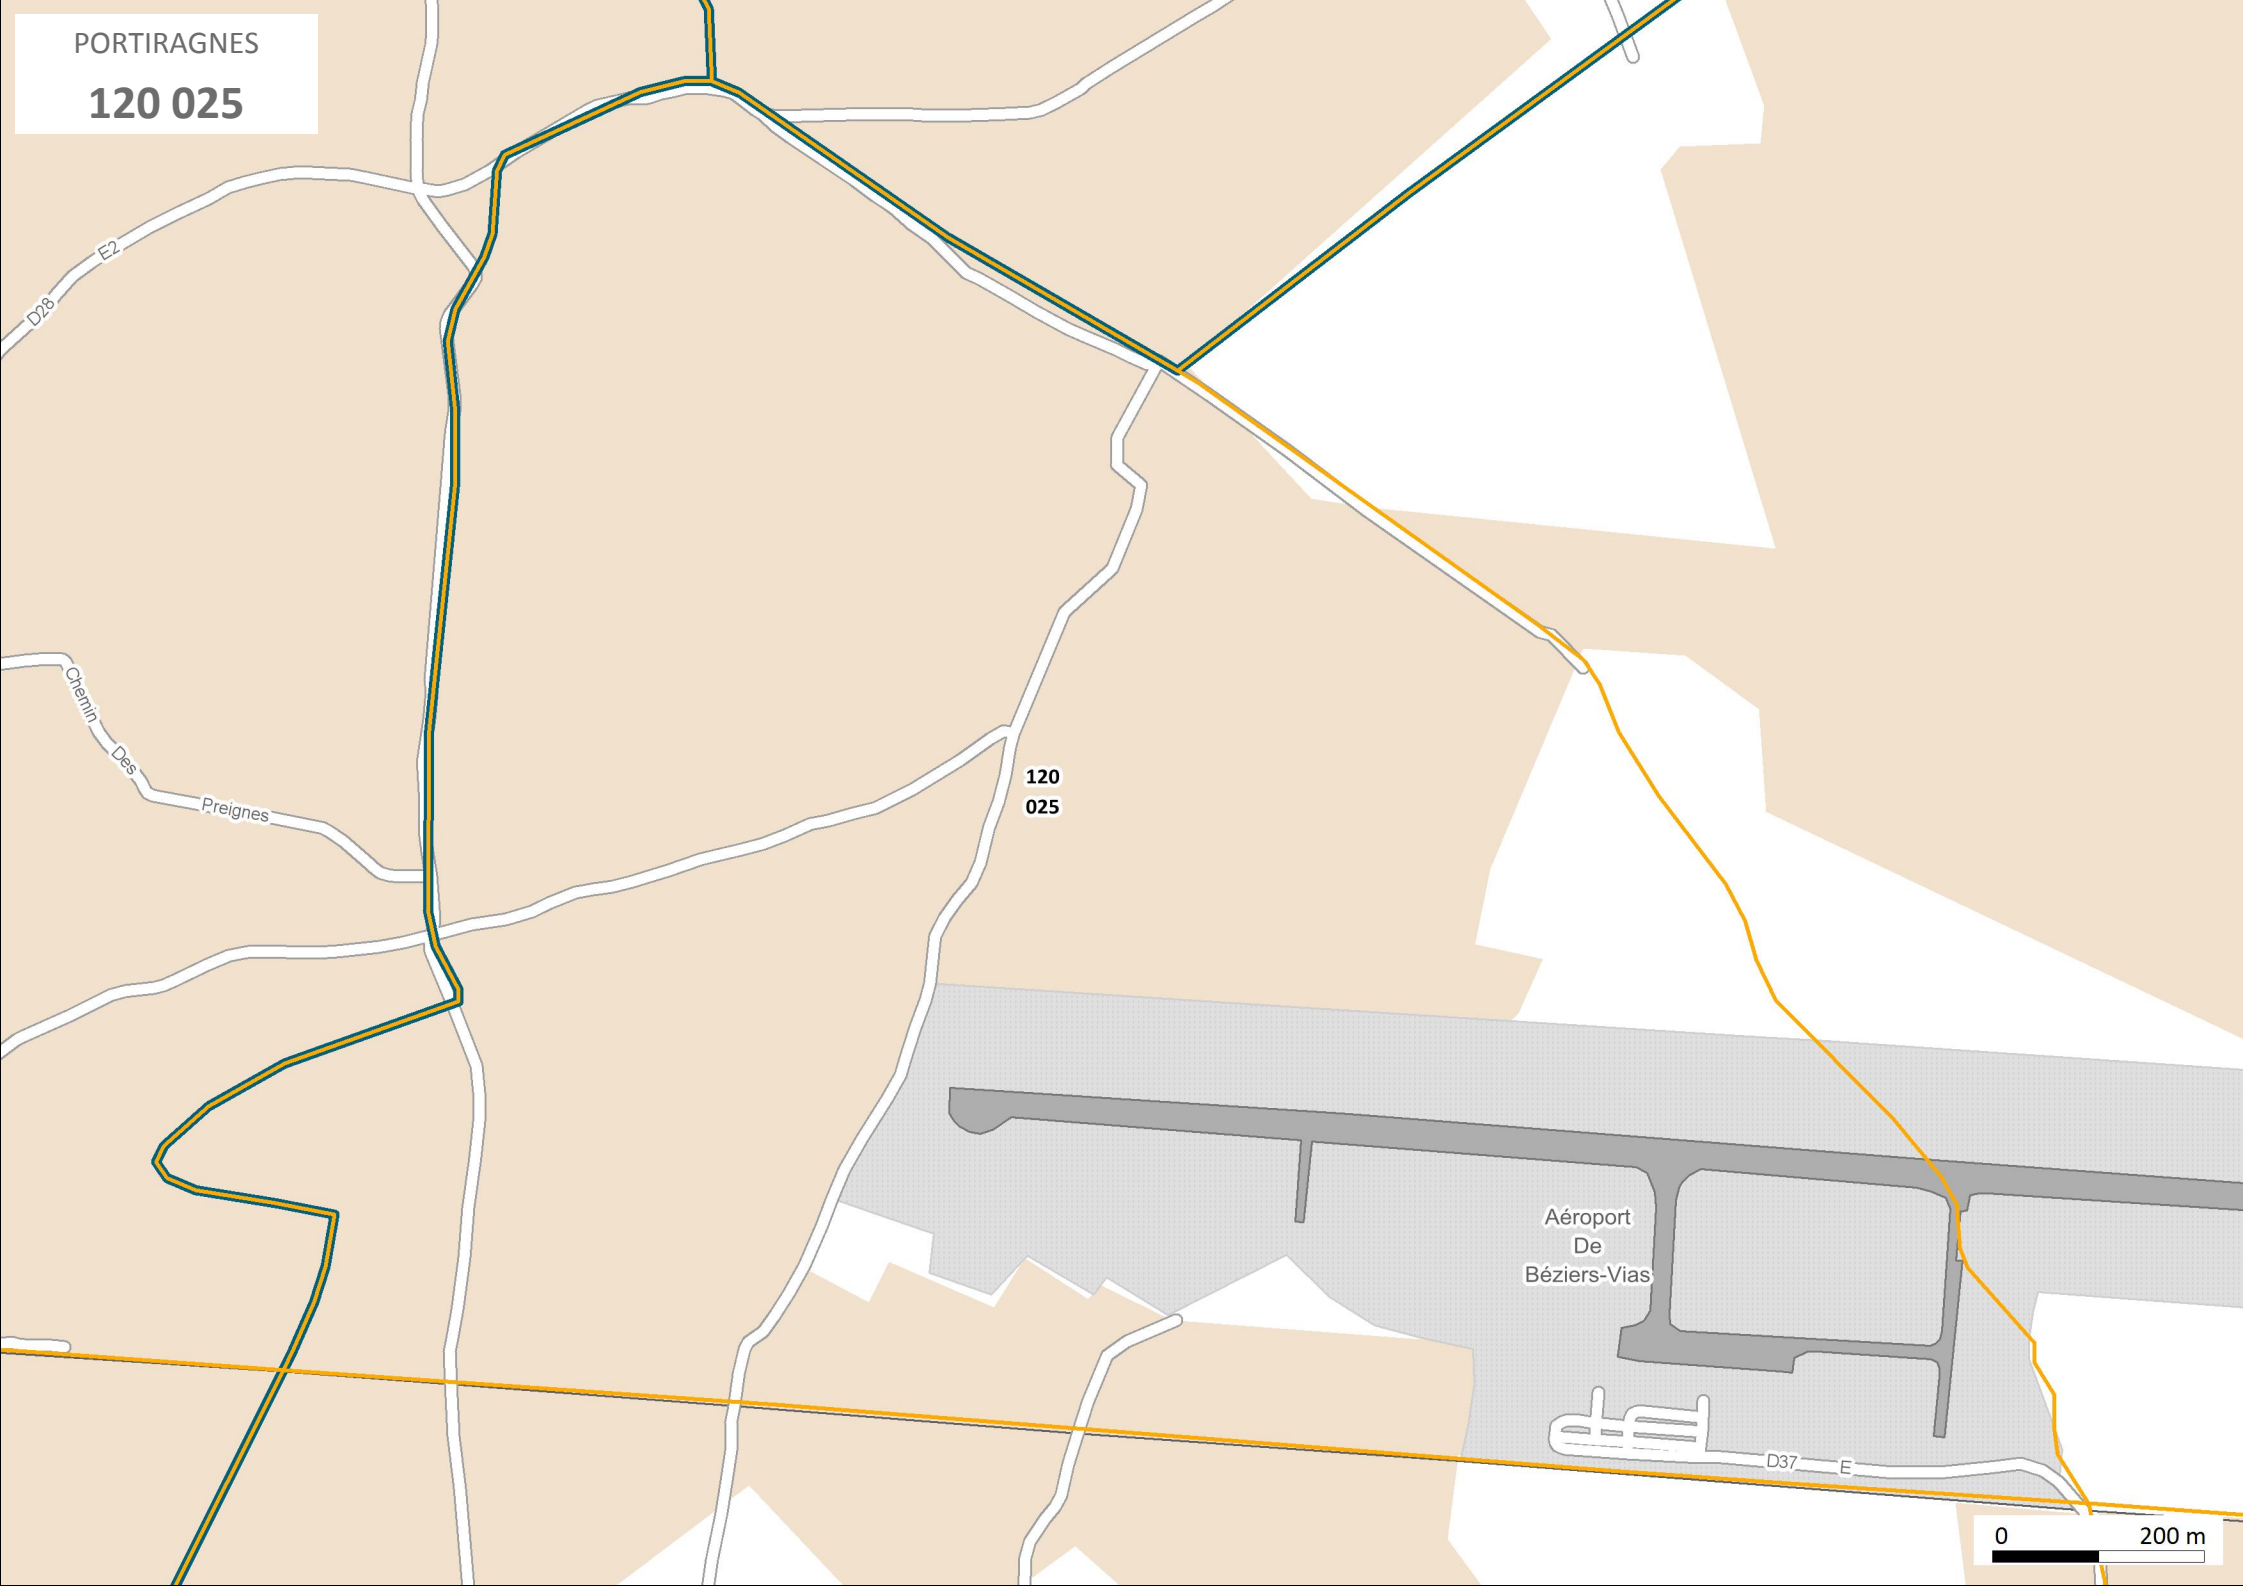 PORTIRAGNES
120 025
E2
D28
Chemin
Des
Preignes
120
025
Aéroport
De
Béziers-Vias
D37 E
0 200 m